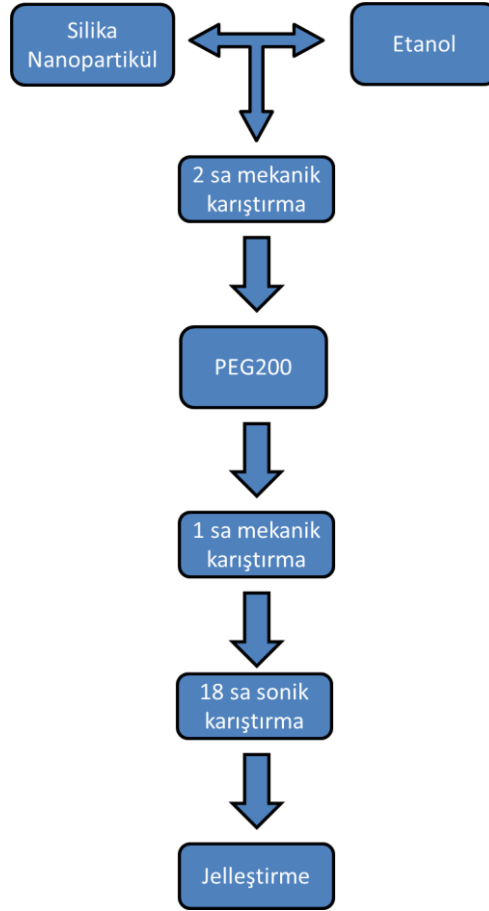 Silika
Nanopartikül
Etanol
2 sa mekanik
karıştırma
PEG200
1 sa mekanik
karıştırma
18 sa sonik
karıştırma
Jelleştirme